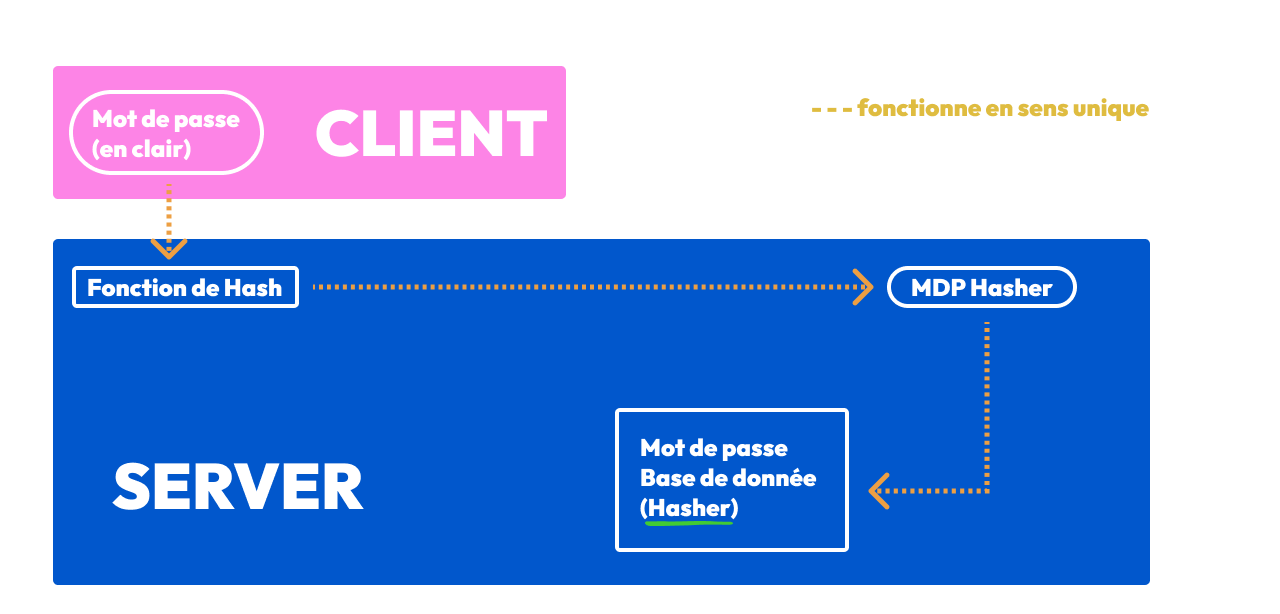 Mot de passe
(en clair)
CLIENT
--- fonctionne en sens unique
Fonction de Hash
MDP Hasher
SERVER
Mot de passe
Base de donnée
(Hasher)